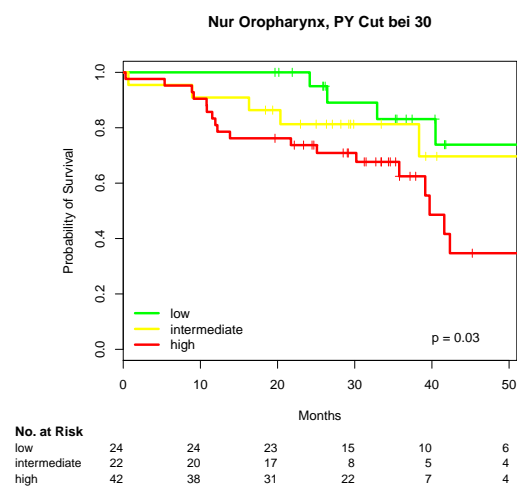 Nur Oropharynx, PY Cut bei 30
Probability of Survival
1.0
0.8
0.6
0.4
0.2
0.0
low
intermediate
high
p = 0.03
0 10 20 30 40 50
Months
No. at Risk
low 24 24 23 15 10 6
intermediate 22 20 17 8 5 4
high 42 38 31 22 7 4